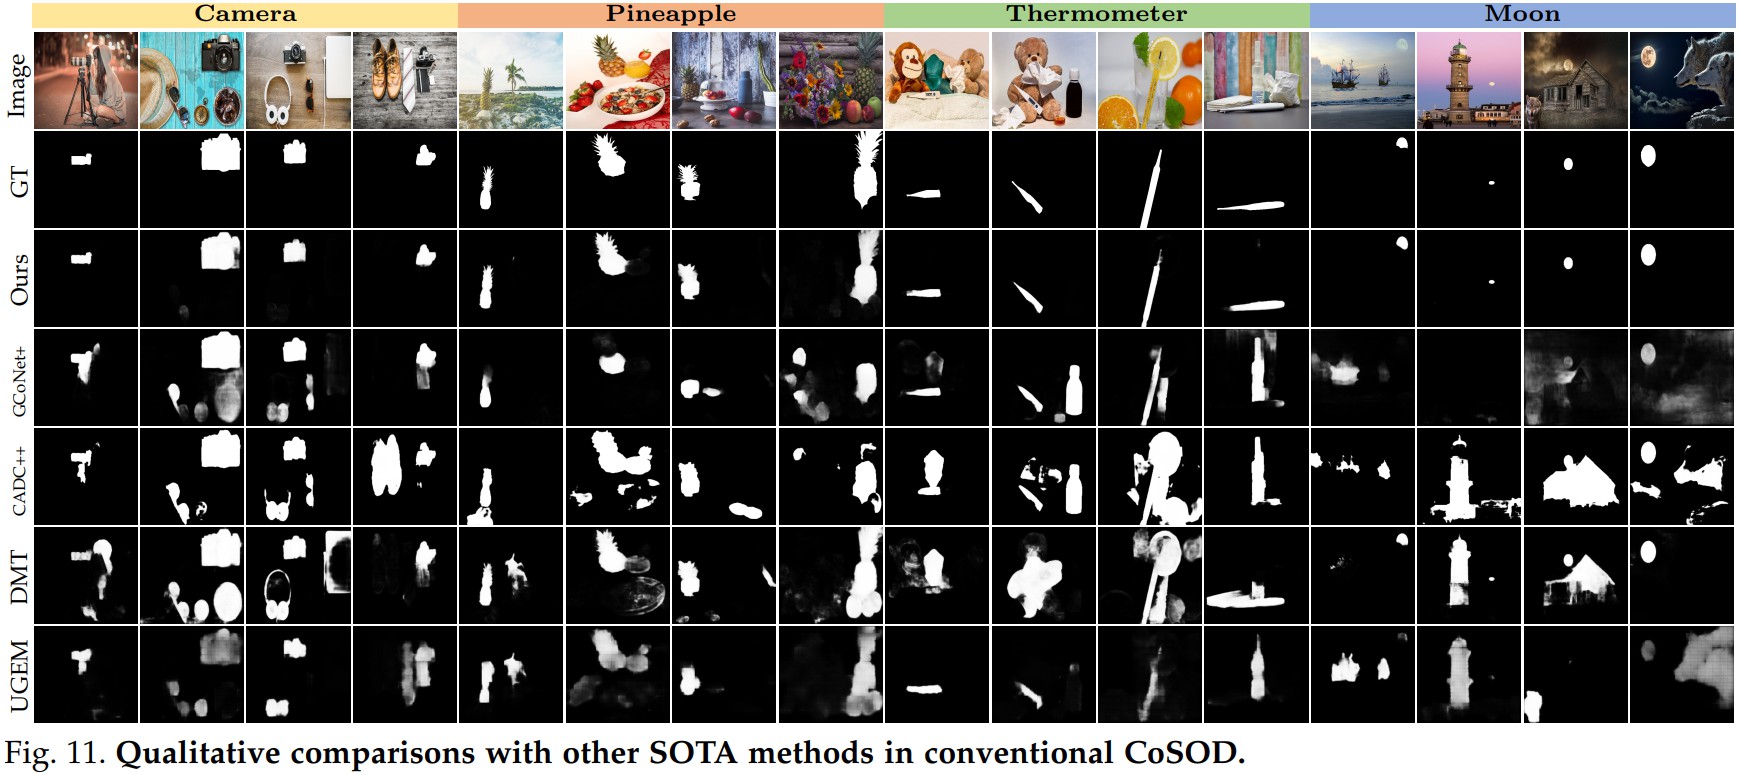 Camera Pineapple Thermometer Moon
Image
GT
Ours
GCoNet+
CADC++
DMT
UGEM
Fig. 11. Qualitative comparisons with other SOTA methods in conventional CoSOD.